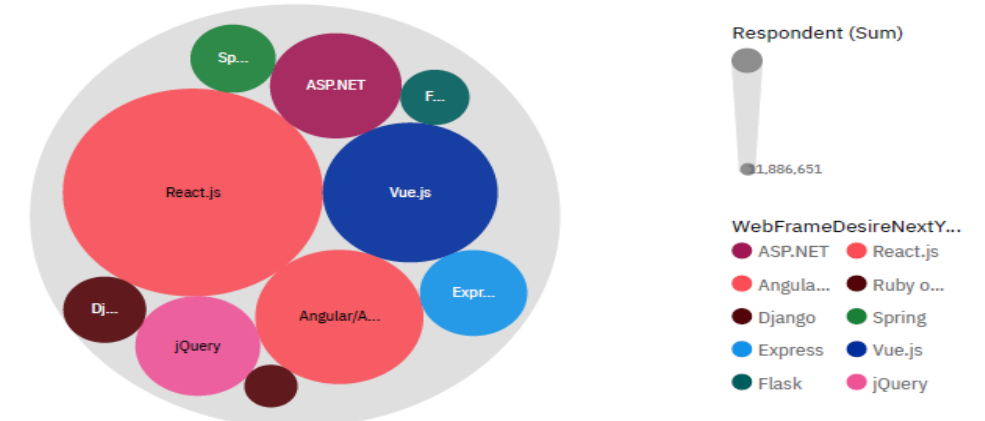 Sp...
ASP.NET
F...
React.js
Vue.js
Expr...
Dj...
Angular/A...
jQuery
Respondent (Sum)
11,886,651
WebFrameDesireNextY...
ASP.NET React.js
Angula... Ruby o...
Django Spring
Express Vue.js
Flask jQuery